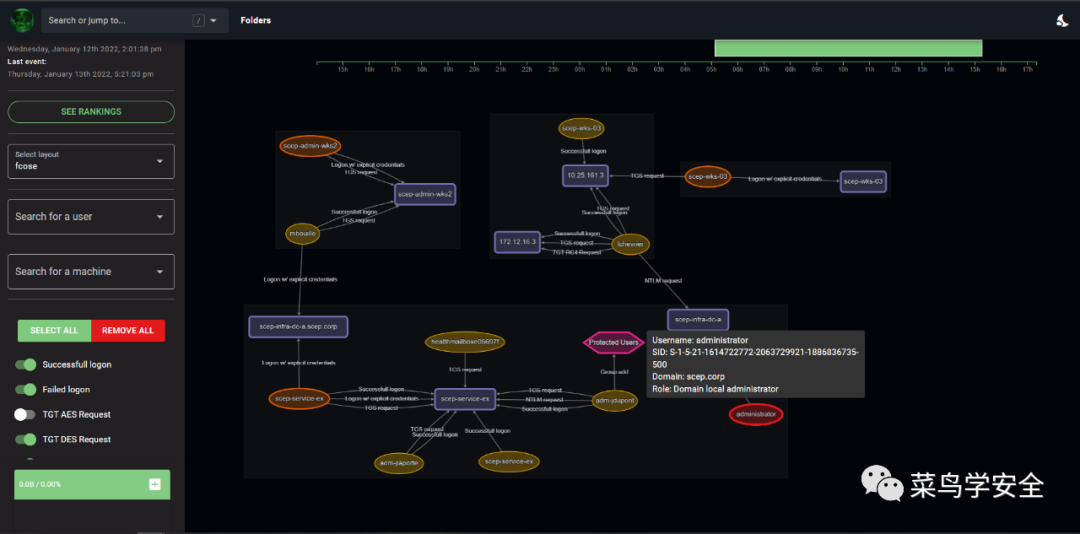 Search or jump to...
/
Folders
Wednesday, January 12th 2022, 2:01:38 pm
Last event:
Thursday, January 13th 2022, 5:21:03 pm
SEE RANKINGS
Select layout
fcose
Search for a user
Search for a machine
SELECT ALL
REMOVE ALL
Successful logon
Failed logon
TGT AES Request
TGT DES Request
0.0B / 0.00%
15h 16h 17h 18h 19h 20h 21h 22h 23h 00h 01h 02h 03h 04h 05h 06h 07h 08h 09h 10h 11h 12h 13h 14h 15h 16h 17h
scep-admin-wks2
Logon w/ explicit credentials
TGS request
scep-admin-wks2
Successfull logon
TGS request
mbouille
Logon w/ explicit credentials
scep-wks-03
Successfull logon
10.25.161.3
TGS request
scep-wks-03
Logon w/ explicit credentials
scep-wks-03
TGS request
Successfull logon
172.12.16.3
Successfull logon
TGS request
TGT RC4 Request
lchevrier
NTLM request
scep-infra-dc-a.scep.corp
Logon w/ explicit credentials
scep-service-ex
Successfull logon
Logon w/ explicit credentials
TGS request
healthmailboxe06697f
TGS request
scep-service-ex
TGS request
Successfull logon
Successfull logon
scep-service-ex
TGS request
NTLM request
Successfull logon
adm-jdupont
Group add
Protected Users
scep-infra-dc-a
Username: administrator
SID: S-1-5-21-1614722772-2063729921-1886836735-
500
Domain: scep.corp
Role: Domain local administrator
administrator
菜鸟学安全